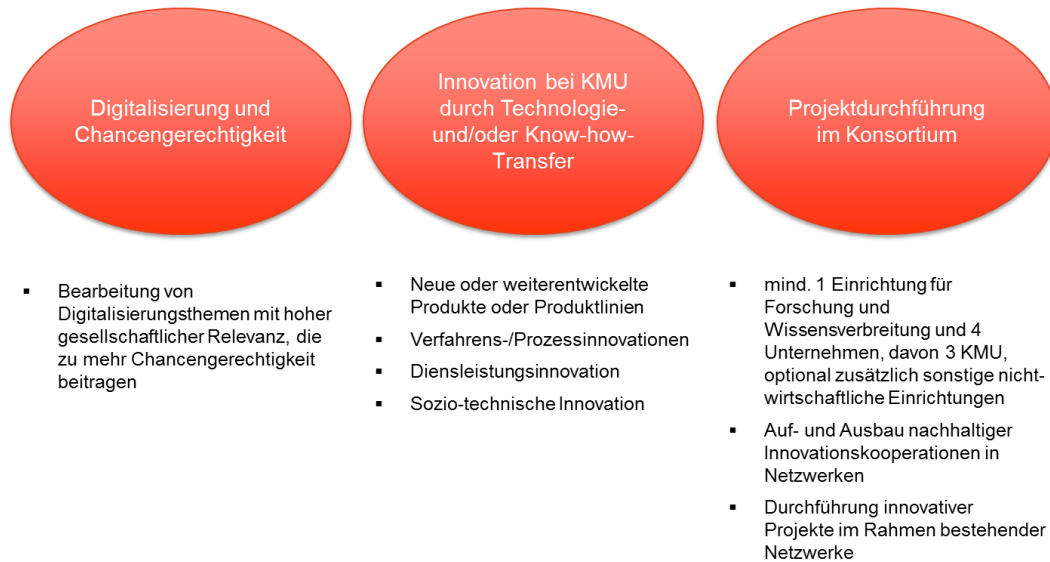 Digitalisierung und
Chancengerechtigkeit
Innovation bei KMU
durch Technologie-
und/oder Know-how-
Transfer
Projektdurchführung
im Konsortium
▪ Bearbeitung von
Digitalisierungsthemen mit hoher
gesellschaftlicher Relevanz, die
zu mehr Chancengerechtigkeit
beitragen
▪ Neue oder weiterentwickelte
Produkte oder Produktlinien
▪ Verfahrens-/Prozessinnovationen
▪ Diensleistungsinnovation
▪ Sozio-technische Innovation
▪ mind. 1 Einrichtung für
Forschung und
Wissensverbreitung und 4
Unternehmen, davon 3 KMU,
optional zusätzlich sonstige nicht-
wirtschaftliche Einrichtungen
▪ Auf- und Ausbau nachhaltiger
Innovationskooperationen in
Netzwerken
▪ Durchführung innovativer
Projekte im Rahmen bestehender
Netzwerke